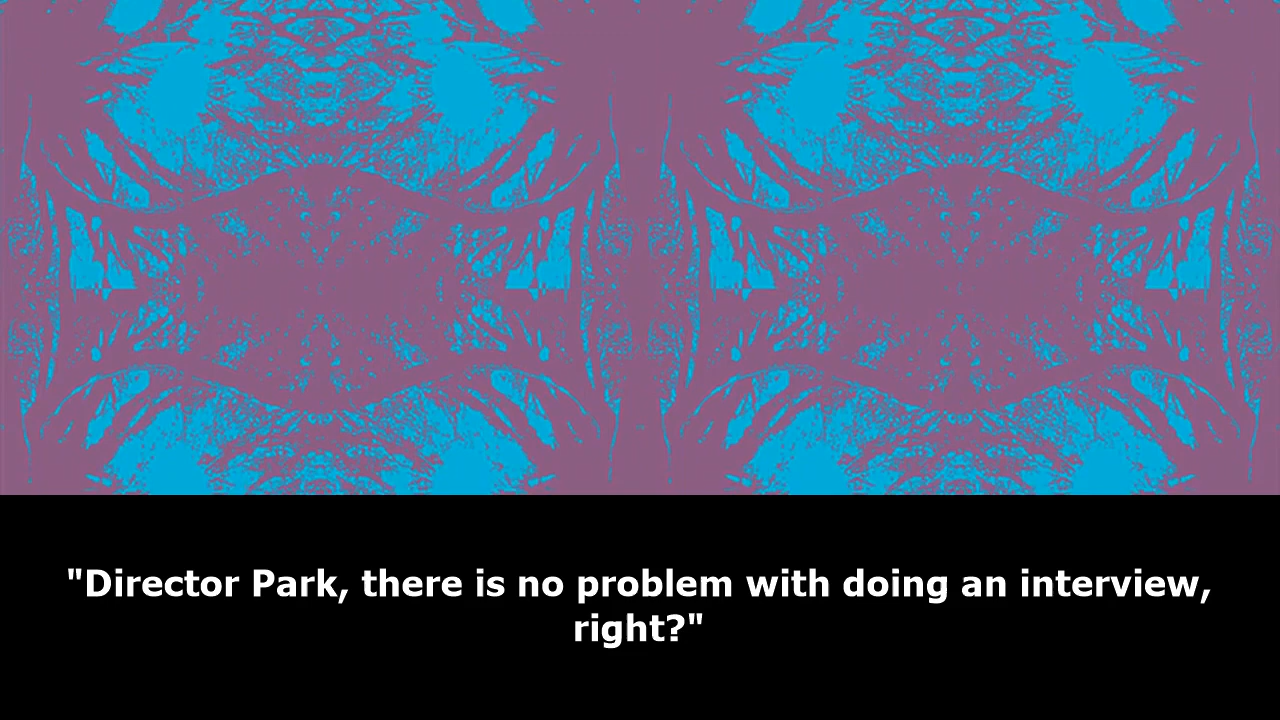 "Director Park, there is no problem with doing an interview,
right?"